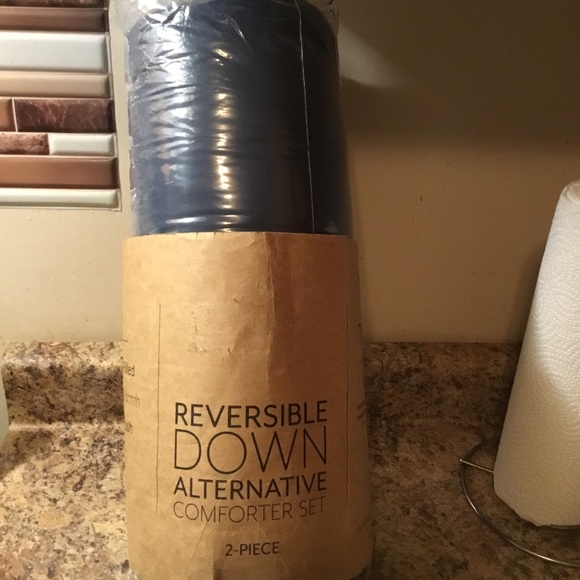 REVERSIBLE
DOWN
ALTERNATIVE
COMFORTER SET
2-PIECE